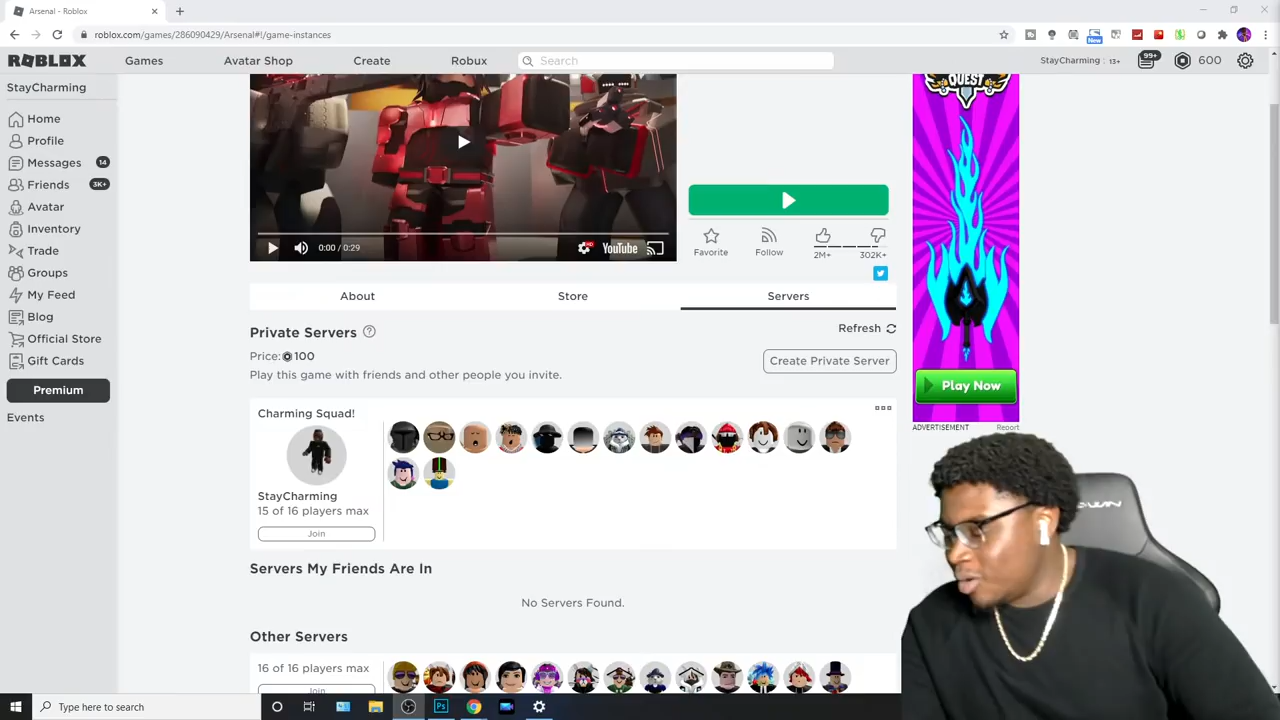 Arsenal - Roblox
roblox.com/games/286090429/Arsenal#!/game-instances
New
ROBLOX
Games
Avatar Shop
Create
Robux
Search
StayCharming : 13+
99+
600
StayCharming
Home
Profile
Messages 14
Friends 3K+
Avatar
Inventory
Trade
Groups
My Feed
Blog
Official Store
Gift Cards
Premium
Events
0:00 / 0:29
HD
YouTube
Favorite
Follow
2M+
302K+
About
Store
Servers
Private Servers
Refresh
Price: 100
Create Private Server
Play this game with friends and other people you invite.
Charming Squad!
StayCharming
15 of 16 players max
Join
Servers My Friends Are In
No Servers Found.
Other Servers
16 of 16 players max
Join
QUEST
Play Now
ADVERTISEMENT
Report
Type here to search
Ps